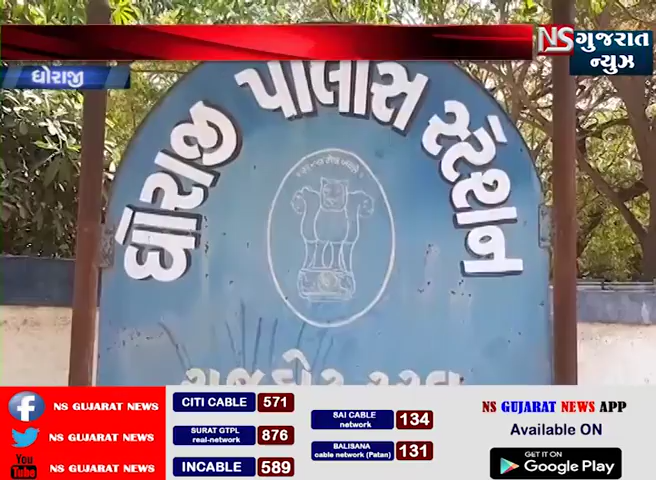 NS ગુજરાત
ન્યુઝ
ધોરાજી
ધોરાજી પોલીસ સ્ટેશન
NS GUJARAT NEWS
NS GUJARAT NEWS
You
Tube
NS GUJARAT NEWS
CITI CABLE 571
SURAT GTPL
real-network 876
INCABLE 589
SAI CABLE
network 134
BALISANA
cable network (Patan) 131
NS GUJARAT NEWS APP
Available ON
GET IT ON
Google Play